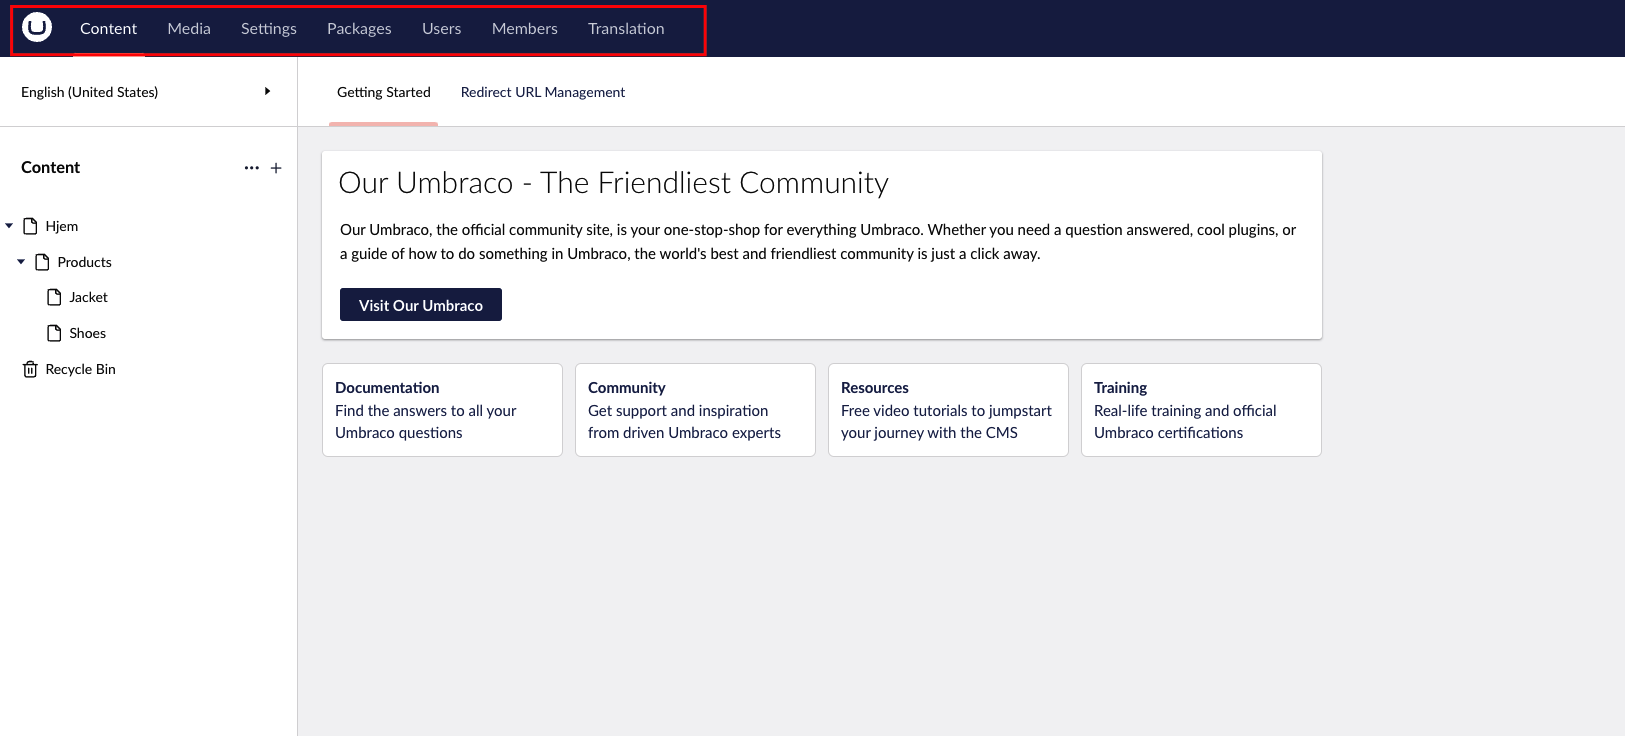 Content Media Settings Packages Users Members Translation
English (United States)
Getting Started Redirect URL Management
Content
Hjem
Products
Jacket
Shoes
Recycle Bin
Our Umbraco - The Friendliest Community
Our Umbraco, the official community site, is your one-stop-shop for everything Umbraco. Whether you need a question answered, cool plugins, or
a guide of how to do something in Umbraco, the world's best and friendliest community is just a click away.
Visit Our Umbraco
Documentation
Find the answers to all your
Umbraco questions
Community
Get support and inspiration
from driven Umbraco experts
Resources
Free video tutorials to jumpstart
your journey with the CMS
Training
Real-life training and official
Umbraco certifications